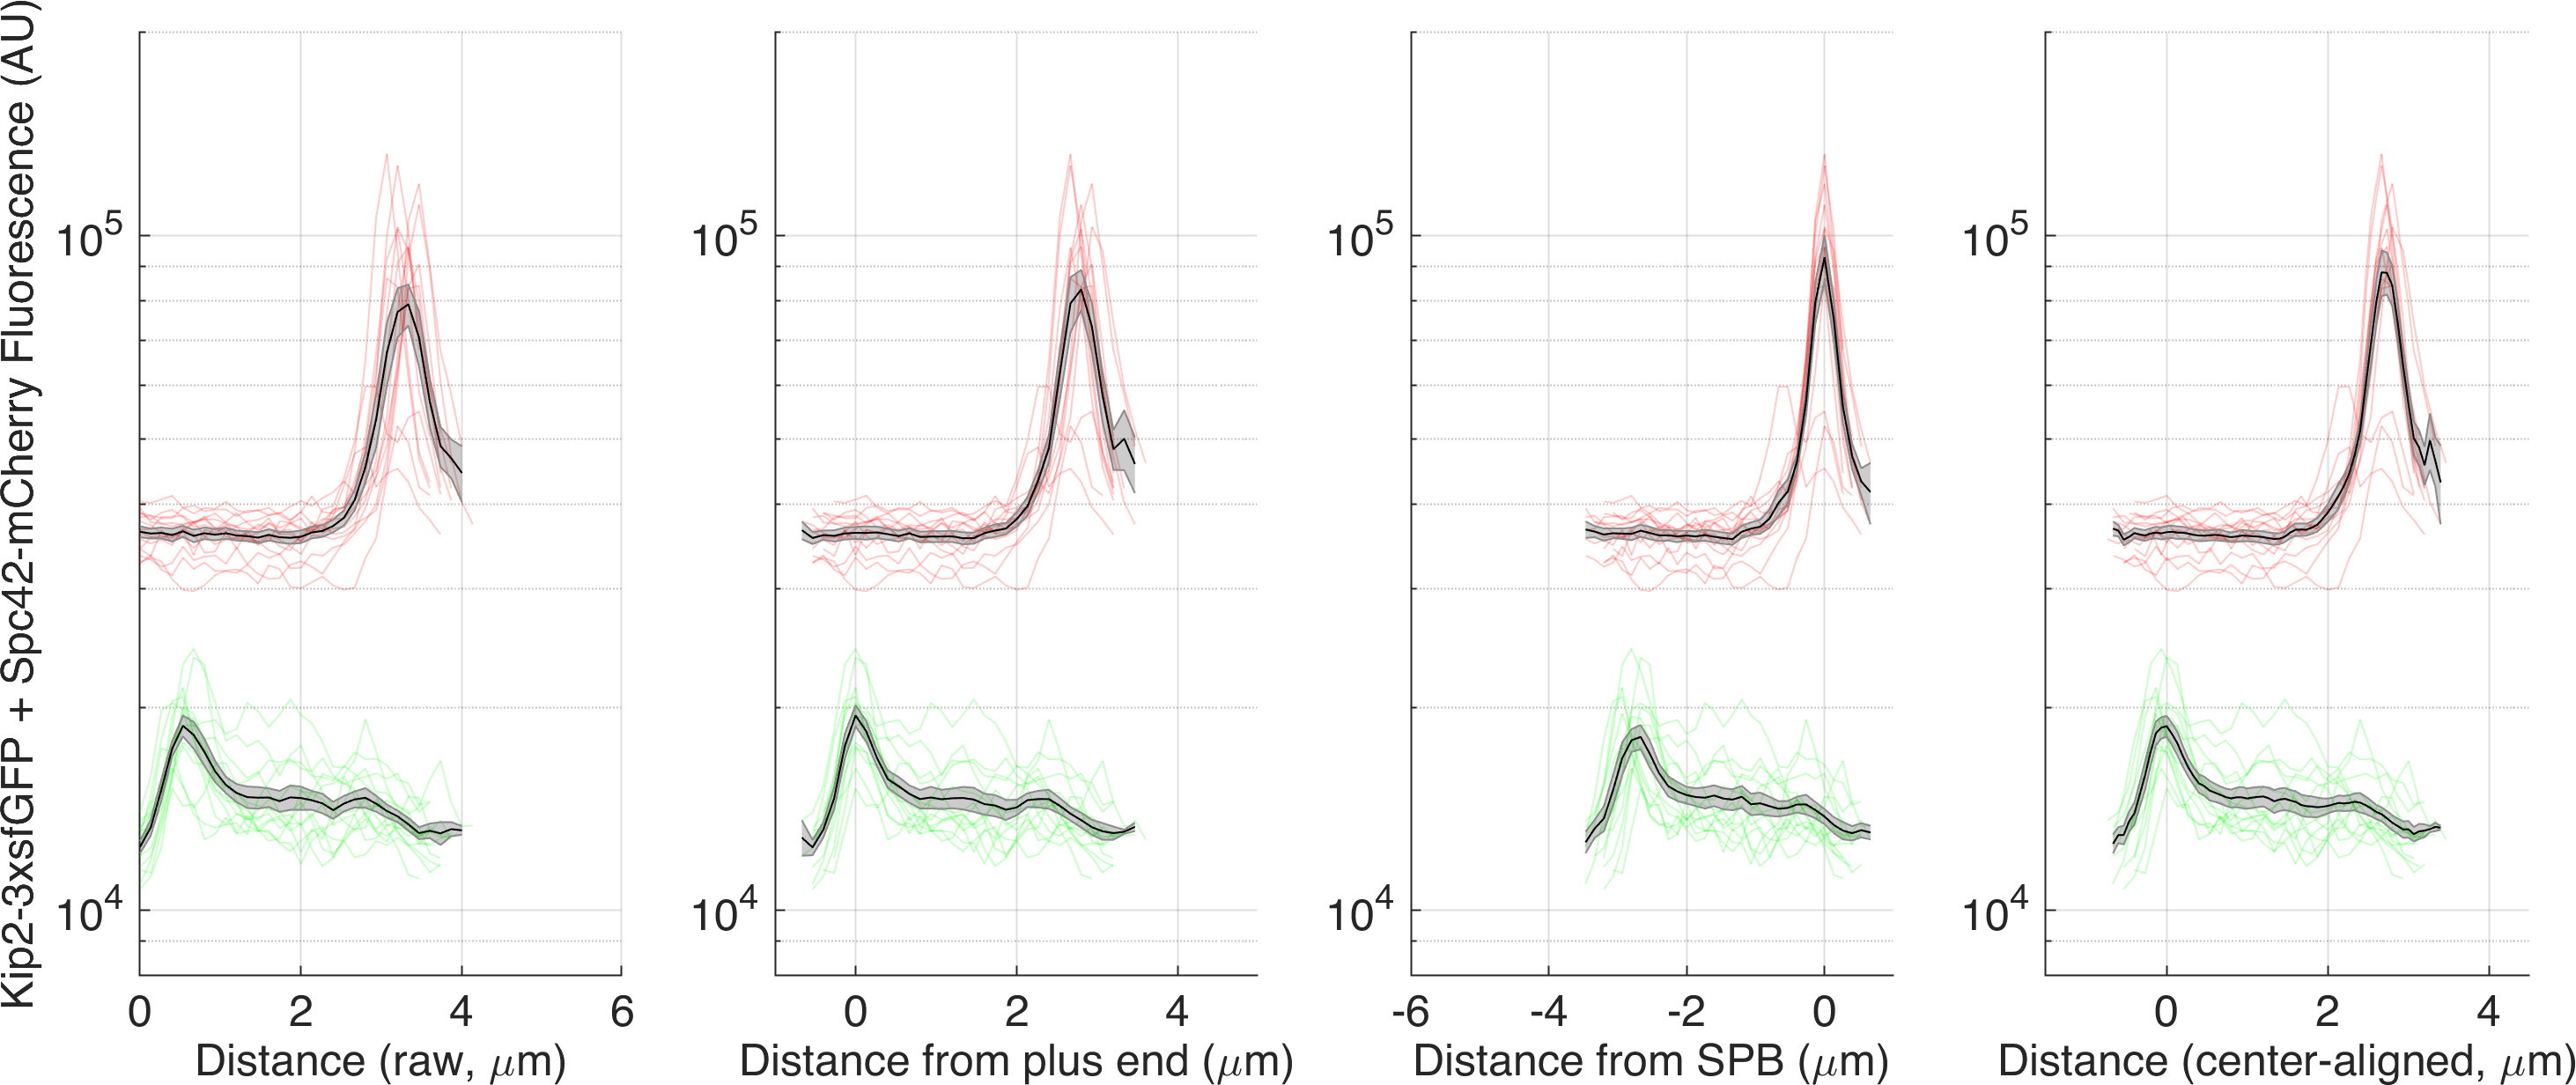 Kip2-3xsfGFP + Spc42-mCherry Fluorescence (AU)
10^5
10^4
0 2 4 6
Distance (raw, μm)
10^5
10^4
0 2 4
Distance from plus end (μm)
10^5
10^4
-6 -4 -2 0
Distance from SPB (μm)
10^5
10^4
0 2 4
Distance (center-aligned, μm)